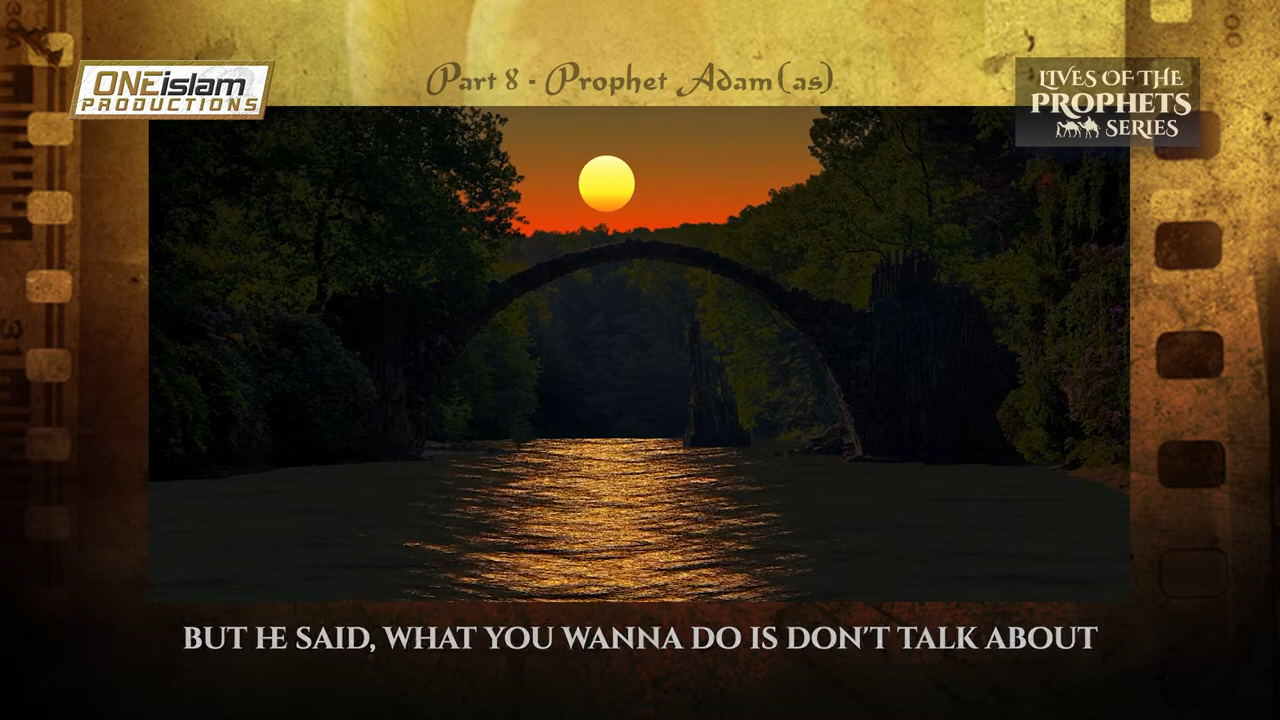 ONEislam
PRODUCTIONS
Part 8 - Prophet Adam (as)
LIVES OF THE
PROPHETS
SERIES
BUT HE SAID, WHAT YOU WANNA DO IS DON'T TALK ABOUT